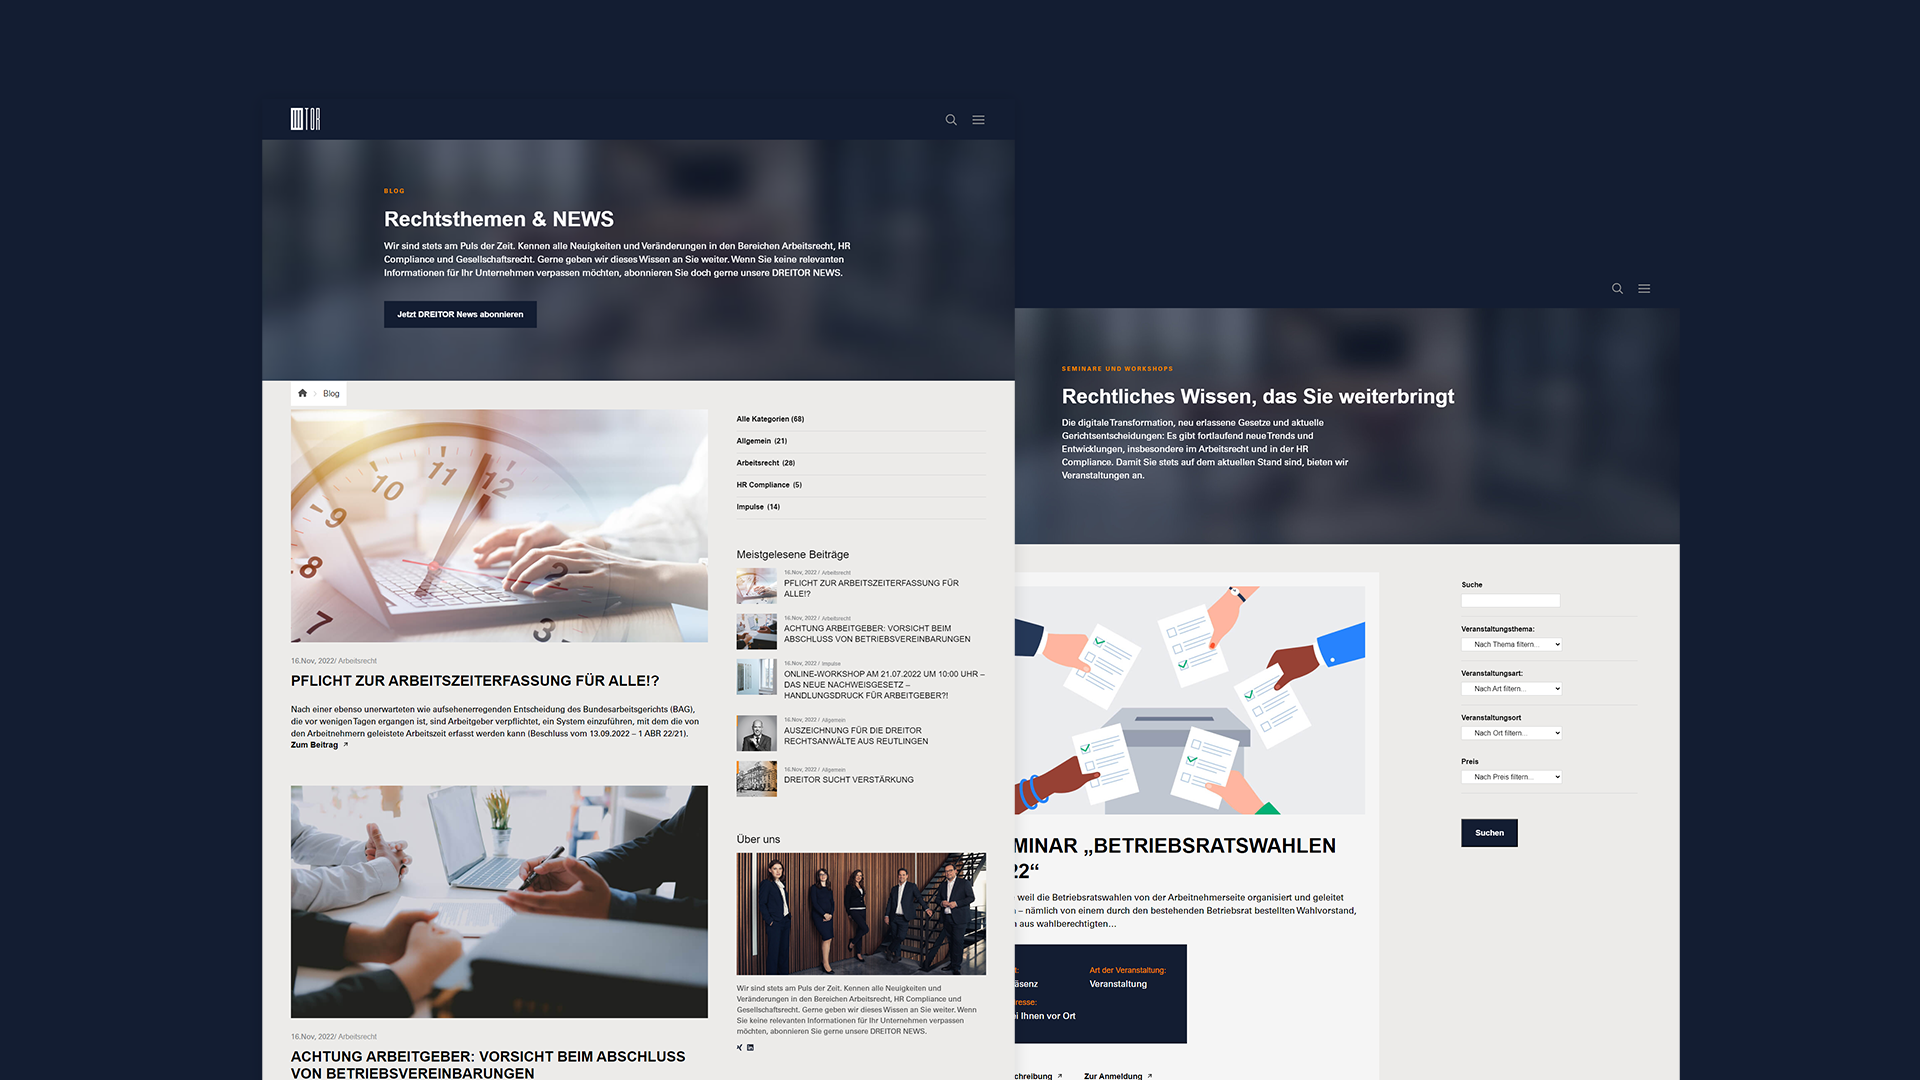 TOR
BLOG
Rechtsthemen & NEWS
Wir sind stets am Puls der Zeit. Kennen alle Neuigkeiten und Veränderungen in den Bereichen Arbeitsrecht, HR
Compliance und Gesellschaftsrecht. Gerne geben wir dieses Wissen an Sie weiter. Wenn Sie keine relevanten
Informationen für Ihr Unternehmen verpassen möchten, abonnieren Sie doch gerne unsere DREITOR NEWS.
Jetzt DREITOR News abonnieren
Blog
12
11
10
9
8
7
2
3
16.Nov, 2022/ Arbeitsrecht
PFLICHT ZUR ARBEITSZEITERFASSUNG FÜR ALLE!?
Nach einer ebenso unerwarteten wie aufsehenerregenden Entscheidung des Bundesarbeitsgerichts (BAG),
die vor wenigen Tagen ergangen ist, sind Arbeitgeber verpflichtet, ein System einzuführen, mit dem die von
den Arbeitnehmern geleistete Arbeitszeit erfasst werden kann (Beschluss vom 13.09.2022 – 1 ABR 22/21).
Zum Beitrag
16.Nov, 2022/ Arbeitsrecht
ACHTUNG ARBEITGEBER: VORSICHT BEIM ABSCHLUSS
VON BETRIEBSVEREINBARUNGEN
Alle Kategorien (68)
Allgemein (21)
Arbeitsrecht (28)
HR Compliance (5)
Impulse (14)
Meistgelesene Beiträge
16.Nov, 2022 / Arbeitsrecht
PFLICHT ZUR ARBEITSZEITERFASSUNG FÜR
ALLE!?
16.Nov, 2022 / Arbeitsrecht
ACHTUNG ARBEITGEBER: VORSICHT BEIM
ABSCHLUSS VON BETRIEBSVEREINBARUNGEN
16.Nov, 2022 / Impulse
ONLINE-WORKSHOP AM 21.07.2022 UM 10:00 UHR –
DAS NEUE NACHWEISGESETZ –
HANDLUNGSDRUCK FÜR ARBEITGEBER?!
16.Nov, 2022 / Allgemein
AUSZEICHNUNG FÜR DIE DREITOR
RECHTSANWÄLTE AUS REUTLINGEN
16.Nov, 2022 / Allgemein
DREITOR SUCHT VERSTÄRKUNG
Über uns
Wir sind stets am Puls der Zeit. Kennen alle Neuigkeiten und
Veränderungen in den Bereichen Arbeitsrecht, HR Compliance und
Gesellschaftsrecht. Gerne geben wir dieses Wissen an Sie weiter. Wenn
Sie keine relevanten Informationen für Ihr Unternehmen verpassen
möchten, abonnieren Sie gerne unsere DREITOR NEWS.
SEMINARE UND WORKSHOPS
Rechtliches Wissen, das Sie weiterbringt
Die digitale Transformation, neu erlassene Gesetze und aktuelle
Gerichtsentscheidungen: Es gibt fortlaufend neue Trends und
Entwicklungen, insbesondere im Arbeitsrecht und in der HR
Compliance. Damit Sie stets auf dem aktuellen Stand sind, bieten wir
Veranstaltungen an.
MINAR „BETRIEBSRATSWAHLEN
22“
weil die Betriebsratswahlen von der Arbeitnehmerseite organisiert und geleitet
– nämlich von einem durch den bestehenden Betriebsrat bestellten Wahlvorstand,
aus wahlberechtigten…
t:
äsenz
Art der Veranstaltung:
Veranstaltung
resse:
ei Ihnen vor Ort
chreibung
Zur Anmeldung
Suche
Veranstaltungsthema:
Nach Thema filtern...
Veranstaltungsart:
Nach Art filtern...
Veranstaltungsort
Nach Ort filtern...
Preis
Nach Preis filtern...
Suchen